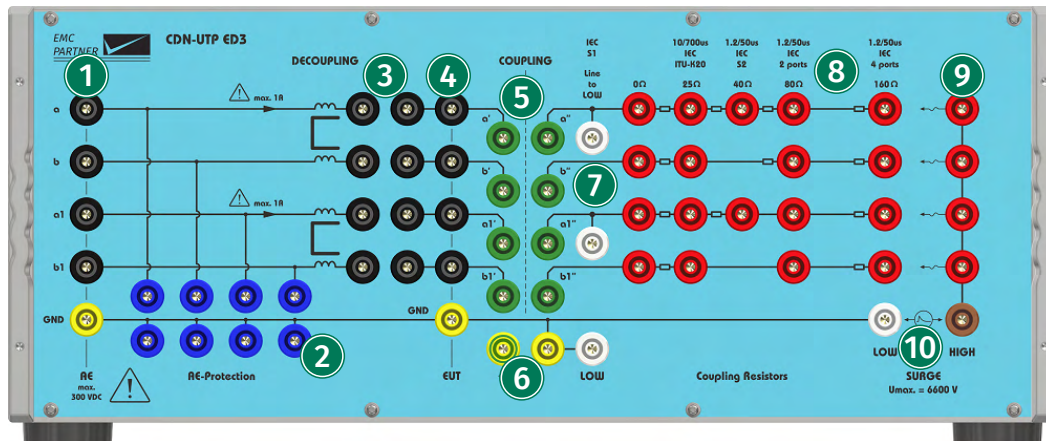 EMC
PARTNER
CDN-UTP ED3
DECOUPLING
COUPLING
IEC
S1
Line
to
LOW
10/700us
IEC
ITU-K20
25Ω
1.2/50us
IEC
S2
40Ω
1.2/50us
IEC
2 ports
80Ω
1.2/50us
IEC
4 ports
160Ω
0Ω
1
3
4
5
8
9
a
max. 1A
a'
a"
b
b'
b"
7
a1
max. 1A
a1'
a1"
b1
b1'
b1"
GND
GND
2
6
10
AE
max.
300 VDC
AE-Protection
EUT
LOW
Coupling Resistors
LOW
HIGH
SURGE
Umax. = 6600 V